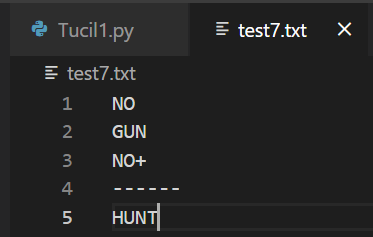 Tucil1.py test7.txt
test7.txt
1 NO
2 GUN
3 NO+
4 ------
5 HUNT